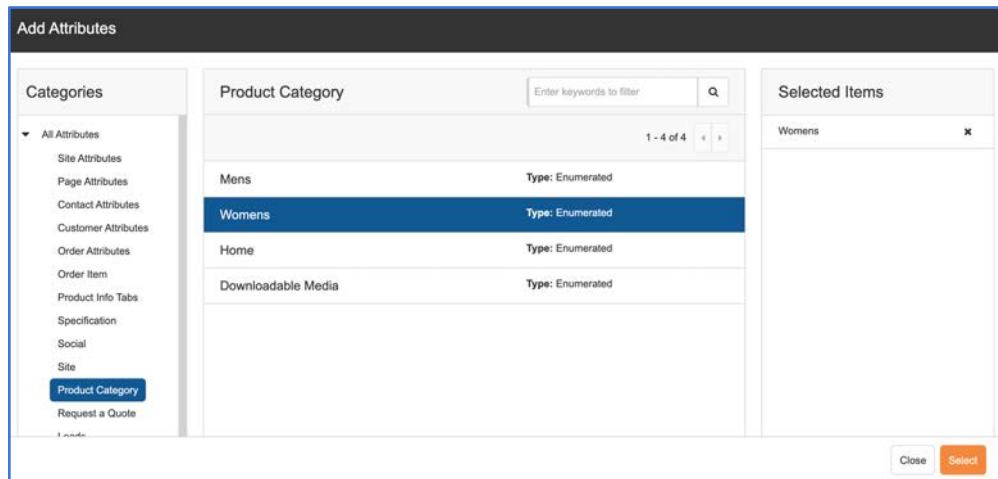 Add Attributes
Categories
All Attributes
Site Attributes
Page Attributes
Contact Attributes
Customer Attributes
Order Attributes
Order Item
Product Info Tabs
Specification
Social
Site
Product Category
Request a Quote
Leads
Product Category
Enter keywords to filter
1 - 4 of 4
Mens Type: Enumerated
Womens Type: Enumerated
Home Type: Enumerated
Downloadable Media Type: Enumerated
Selected Items
Womens
Close Select